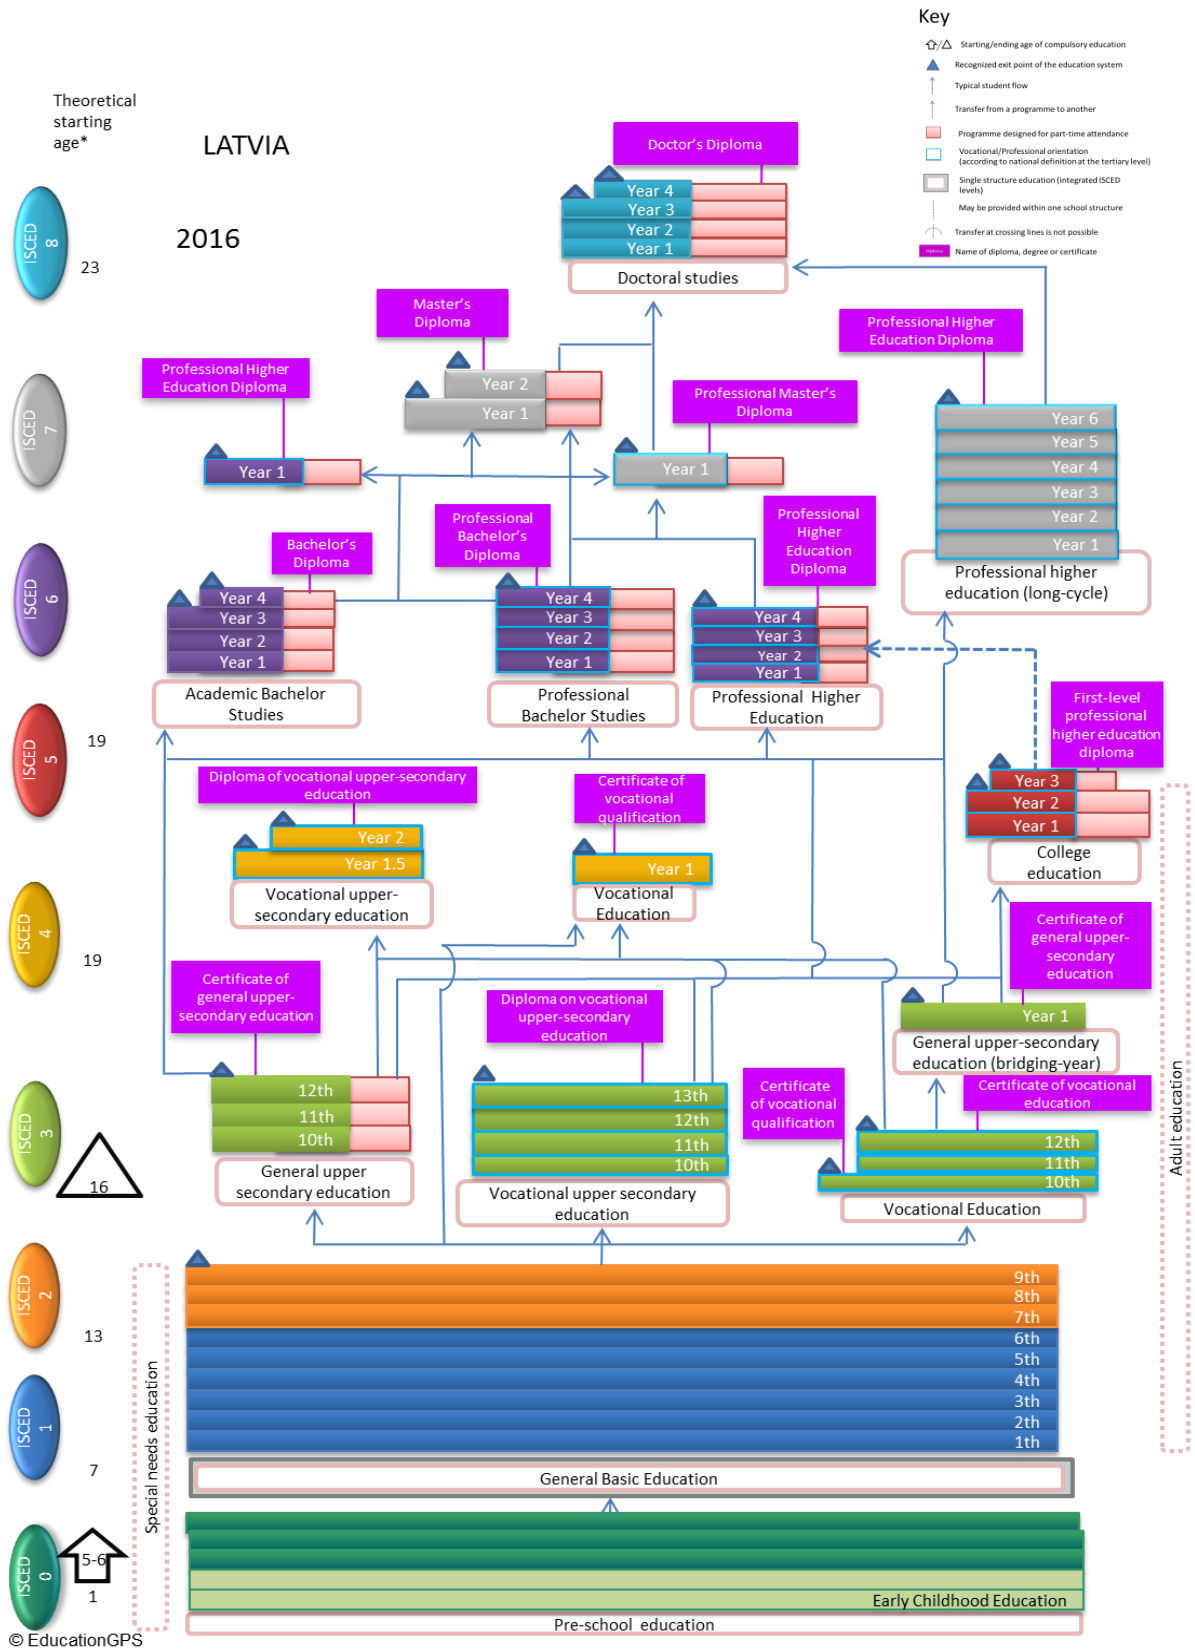 Key
Starting/ending age of compulsory education
Recognized exit point of the education system
Typical student flow
Transfer from a programme to another
Programme designed for part-time attendance
Vocational/Professional orientation
(according to national definition at the tertiary level)
Single structure education (integrated ISCED
levels)
May be provided within one school structure
Transfer at crossing lines is not possible
Diploma
Name of diploma, degree or certificate
Theoretical
starting
age*
LATVIA
2016
ISCED
8
23
Doctor's Diploma
Year 4
Year 3
Year 2
Year 1
Doctoral studies
ISCED
7
Master's
Diploma
Year 2
Year 1
Professional Higher
Education Diploma
Year 1
Professional Master's
Diploma
Year 1
Professional Higher
Education Diploma
Year 6
Year 5
Year 4
Year 3
Year 2
Year 1
Professional higher
education (long-cycle)
ISCED
6
Bachelor's
Diploma
Year 4
Year 3
Year 2
Year 1
Academic Bachelor
Studies
Professional
Bachelor's
Diploma
Year 4
Year 3
Year 2
Year 1
Professional
Bachelor Studies
Professional
Higher
Education
Diploma
Year 4
Year 3
Year 2
Year 1
Professional Higher
Education
ISCED
5
19
First-level
professional
higher education
diploma
Year 3
Year 2
Year 1
College
education
ISCED
4
19
Diploma of vocational upper-secondary
education
Year 2
Year 1.5
Vocational upper-
secondary education
Certificate of
vocational
qualification
Year 1
Vocational
Education
Certificate of
general upper-
secondary
education
Year 1
General upper-secondary
education (bridging-year)
ISCED
3
16
Certificate of
general upper-
secondary education
12th
11th
10th
General upper
secondary education
Diploma on vocational
upper-secondary
education
13th
12th
11th
10th
Vocational upper secondary
education
Certificate
of vocational
qualification
Certificate of vocational
education
12th
11th
10th
Vocational Education
Adult education
ISCED
2
13
9th
8th
7th
6th
5th
4th
3th
2th
1th
ISCED
1
7
General Basic Education
Special needs education
ISCED
0
5-6
1
Early Childhood Education
Pre-school education
© EducationGPS